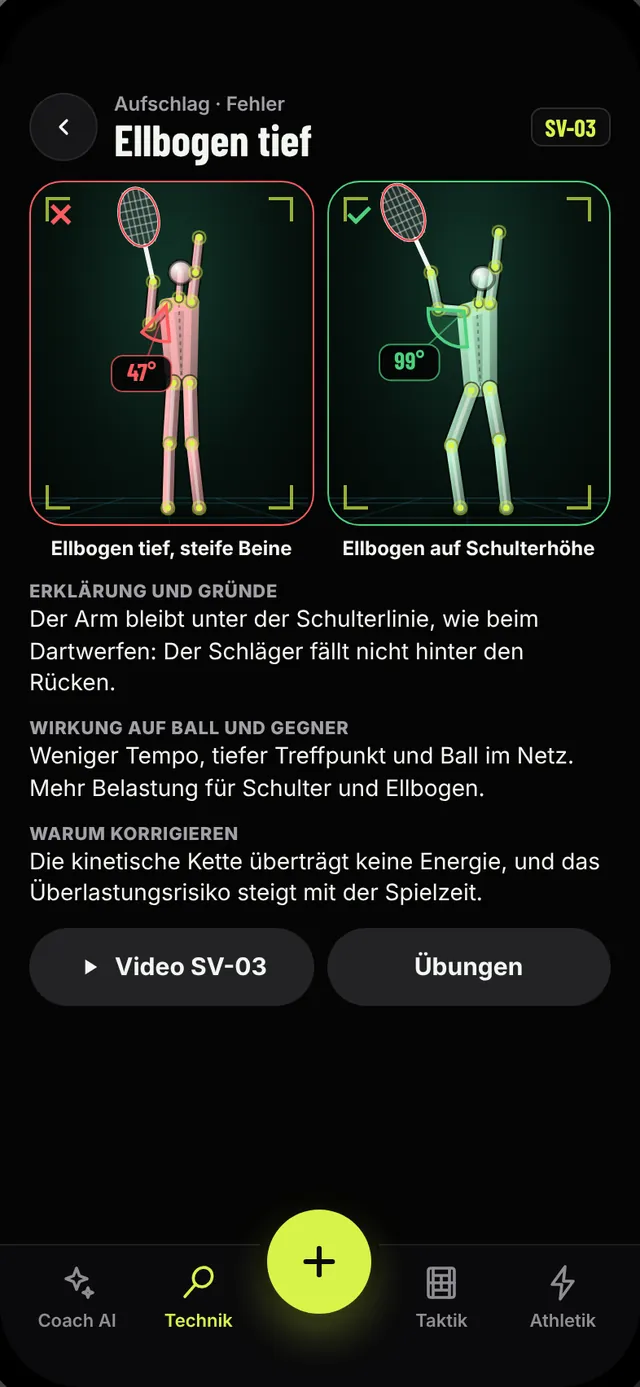 Aufschlag · Fehler
Ellbogen tief
SV-03
47°
99°
Ellbogen tief, steife Beine
Ellbogen auf Schulterhöhe
ERKLÄRUNG UND GRÜNDE
Der Arm bleibt unter der Schulterlinie, wie beim
Dartwerfen: Der Schläger fällt nicht hinter den
Rücken.
WIRKUNG AUF BALL UND GEGNER
Weniger Tempo, tiefer Treffpunkt und Ball im Netz.
Mehr Belastung für Schulter und Ellbogen.
WARUM KORRIGIEREN
Die kinetische Kette überträgt keine Energie, und das
Überlastungsrisiko steigt mit der Spielzeit.
Video SV-03
Übungen
Coach AI
Technik
Taktik
Athletik